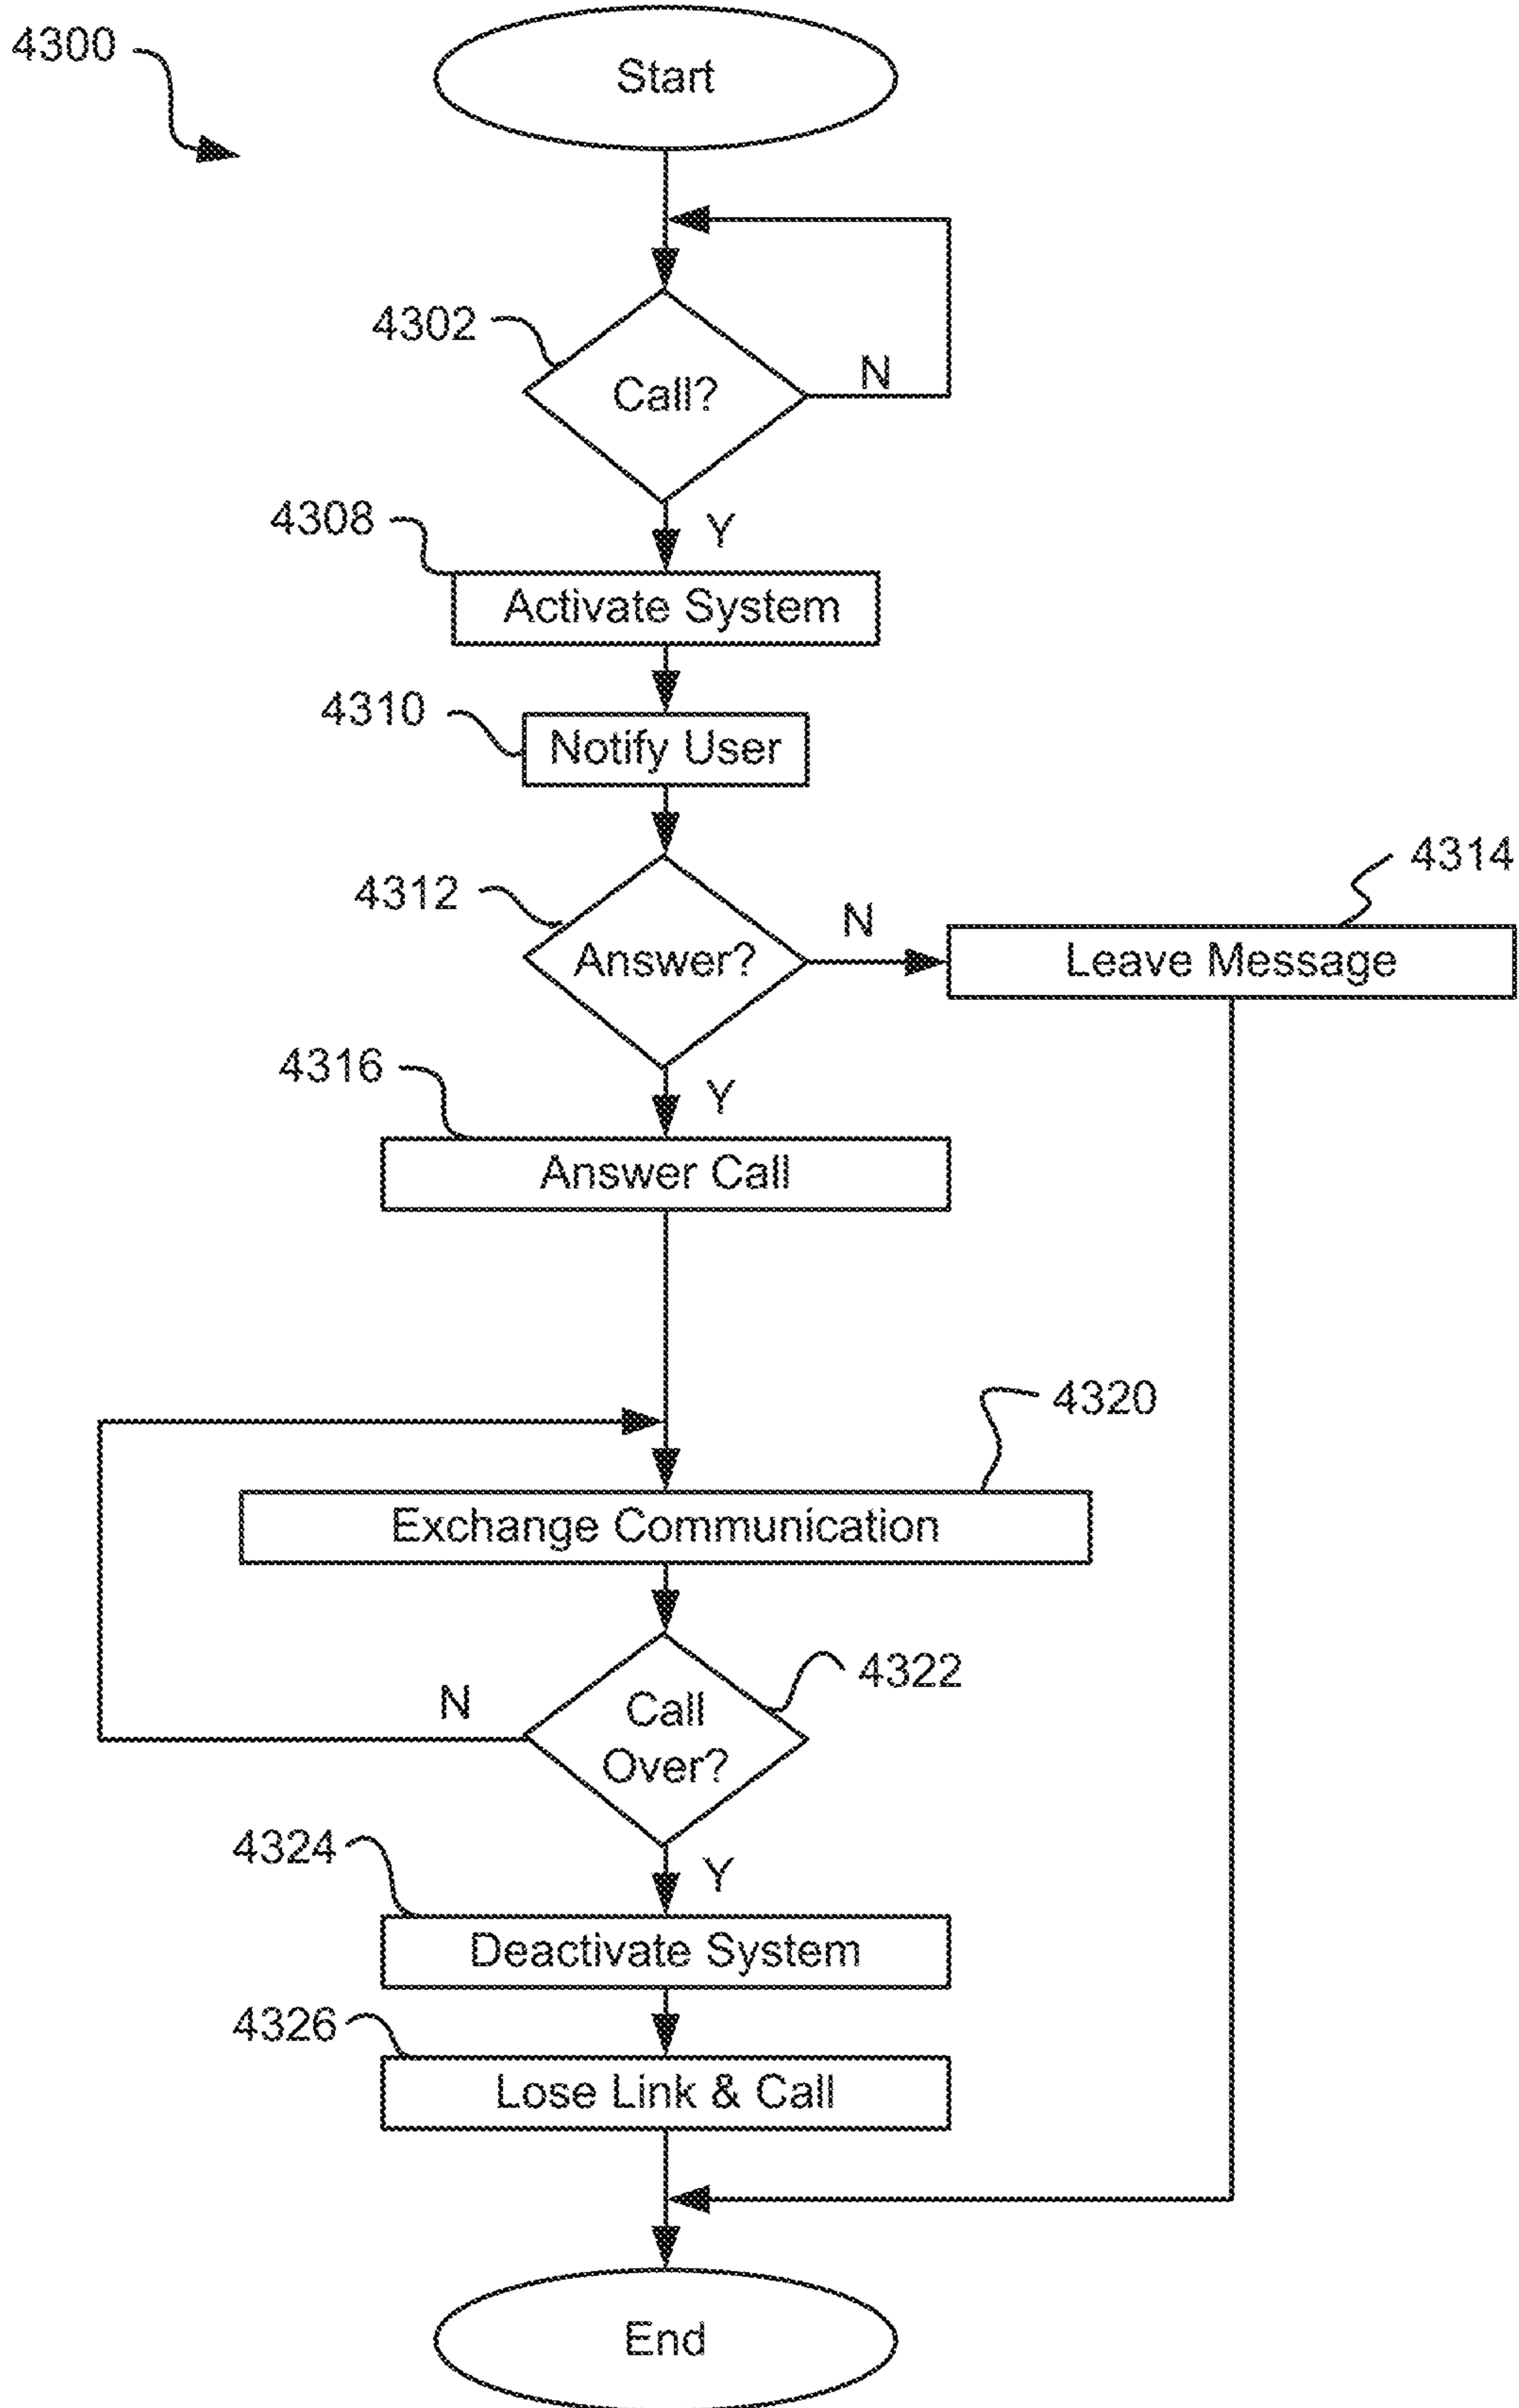 4300
Start
4302
Call?
N
4308
Y
Activate System
4310
Notify User
4312
Answer?
N
4314
Leave Message
4316
Y
Answer Call
4320
Exchange Communication
4322
Call
Over?
N
4324
Y
Deactivate System
4326
Lose Link & Call
End